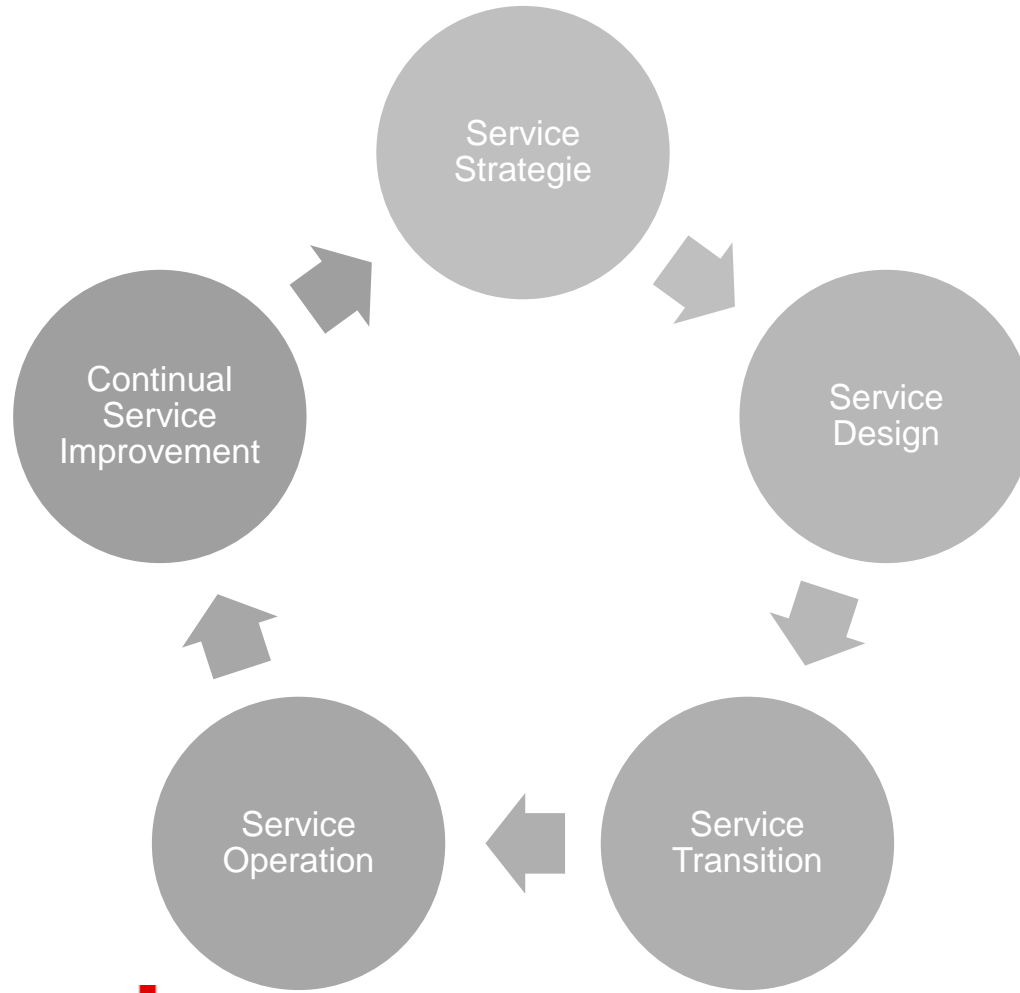 Service
Strategie
Service
Design
Service
Transition
Service
Operation
Continual
Service
Improvement